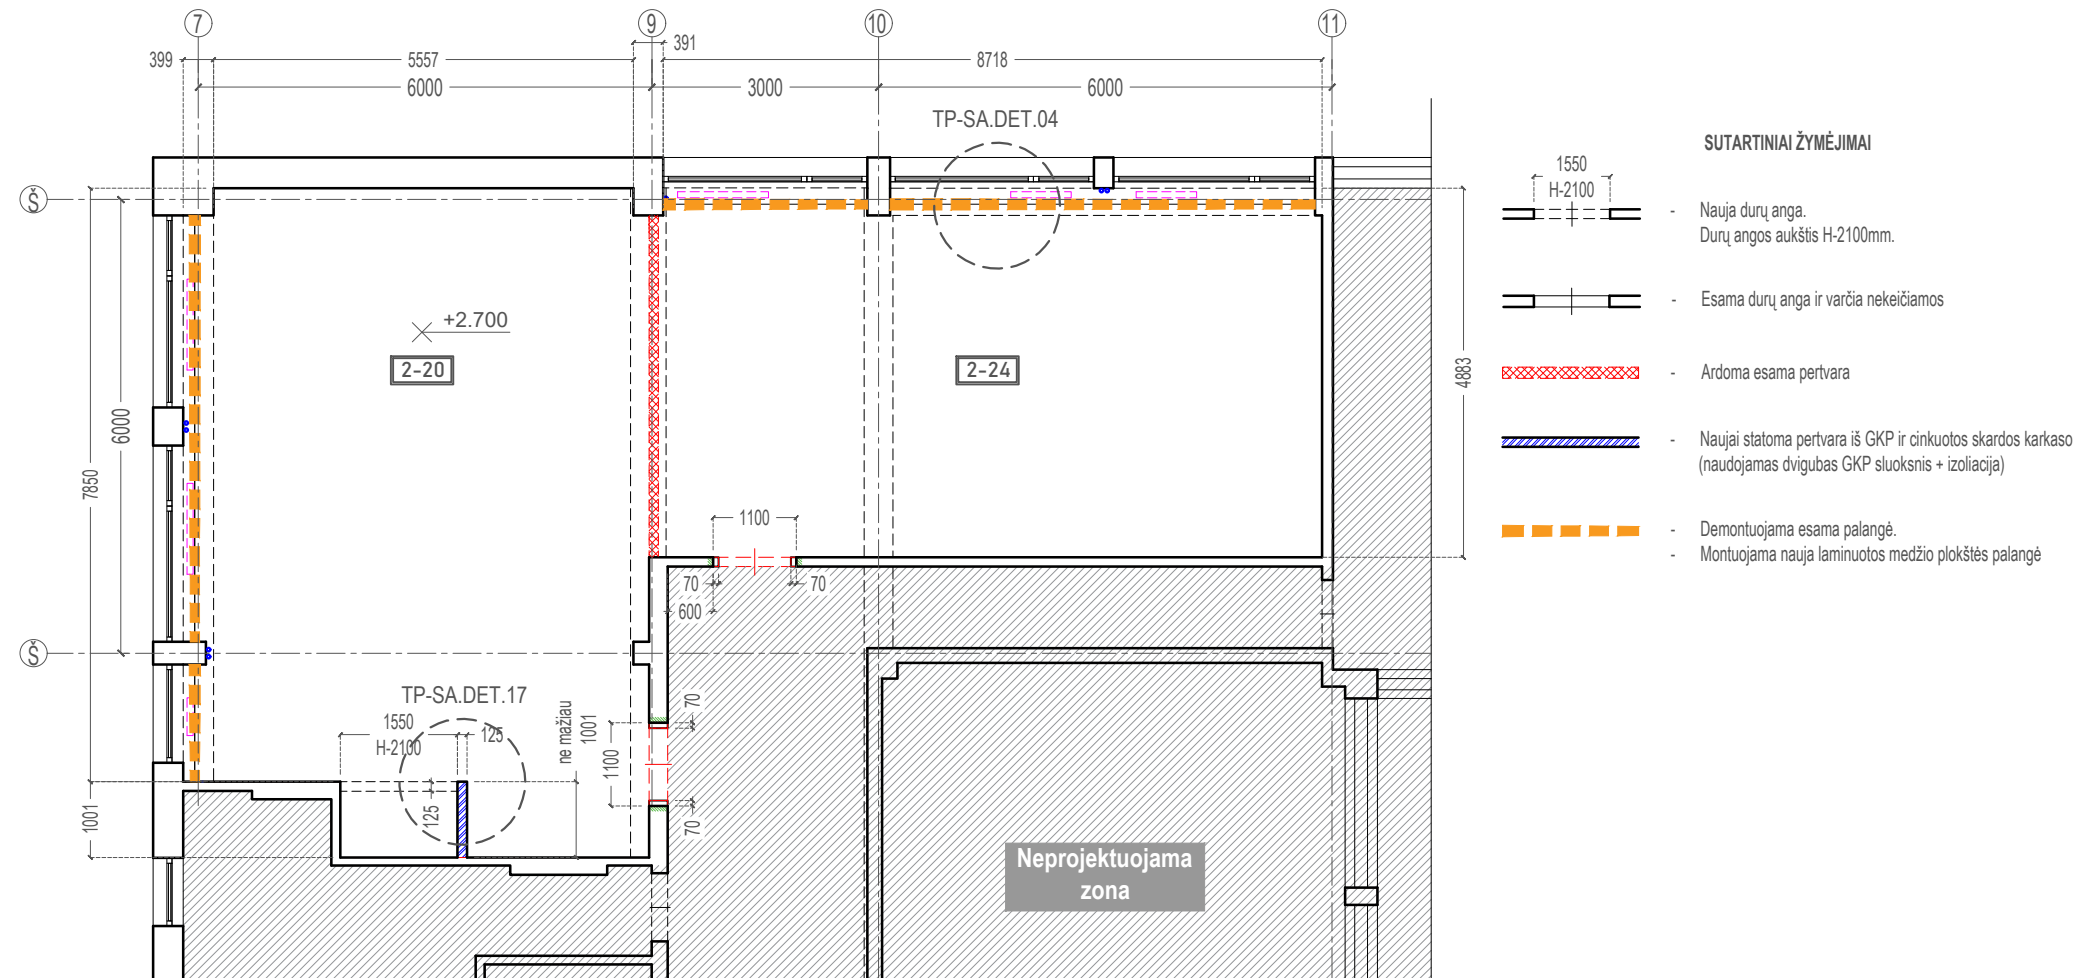 7
9
10
11
399
5557
391
8718
6000
3000
6000
TP-SA.DET.04
Š
+2.700
2-20
2-24
6000
7850
4883
1100
70
70
600
Š
TP-SA.DET.17
1550
H-2100
125
ne mažiau
1001
70
1100
70
125
1001
Neprojektuojama
zona
SUTARTINIAI ŽYMĖJIMAI
1550
H-2100
- Nauja durų anga.
Durų angos aukštis H-2100mm.
- Esama durų anga ir varčia nekeičiamos
- Ardoma esama pertvara
- Naujai statoma pertvara iš GKP ir cinkuotos skardos karkaso
(naudojamas dvigubas GKP sluoksnis + izoliacija)
- Demontuojama esama palangė.
- Montuojama nauja laminuotos medžio plokštės palangė